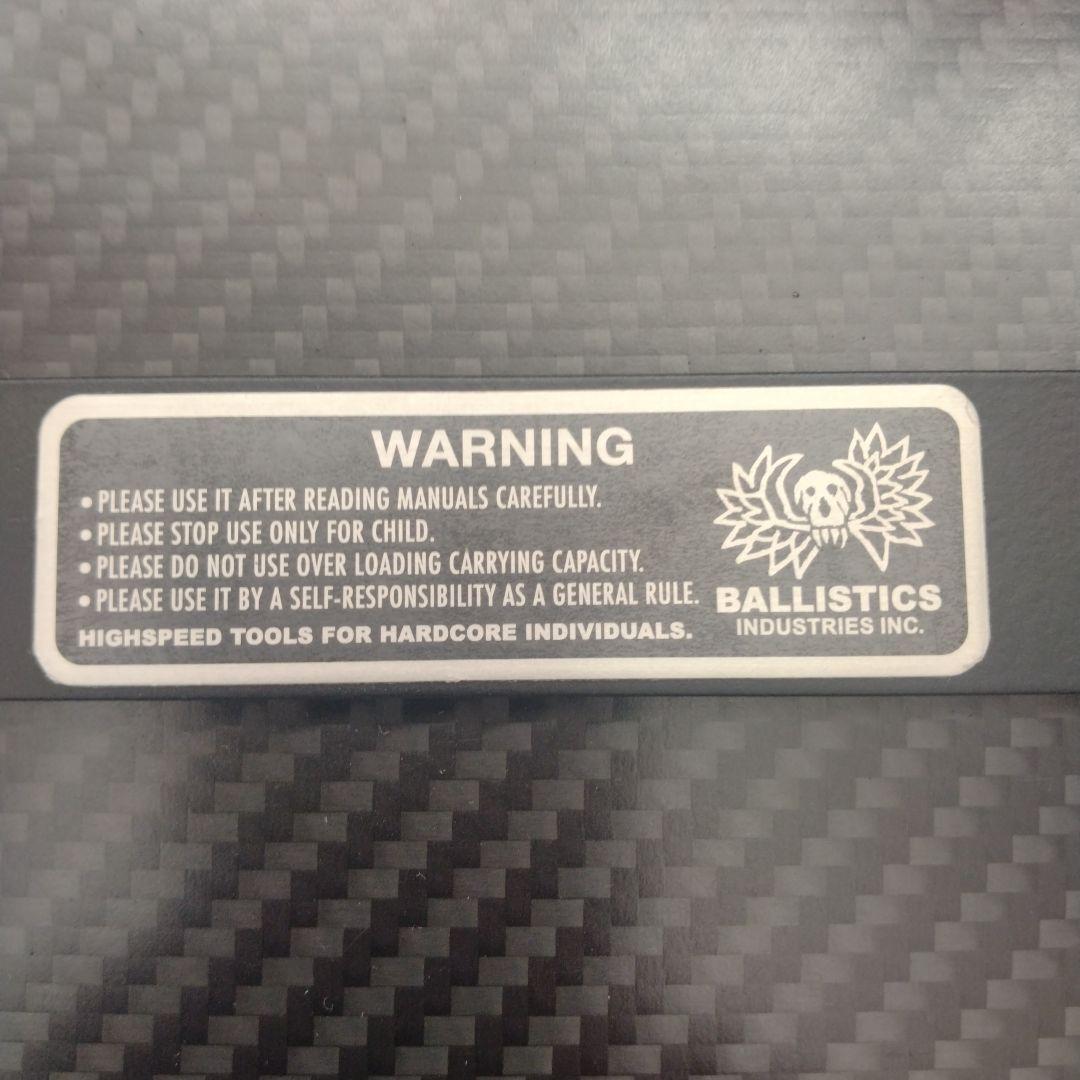 WARNING
• PLEASE USE IT AFTER READING MANUALS CAREFULLY.
• PLEASE STOP USE ONLY FOR CHILD.
• PLEASE DO NOT USE OVER LOADING CARRYING CAPACITY.
• PLEASE USE IT BY A SELF-RESPONSIBILITY AS A GENERAL RULE.
HIGHSPEED TOOLS FOR HARDCORE INDIVIDUALS.
BALLISTICS
INDUSTRIES INC.